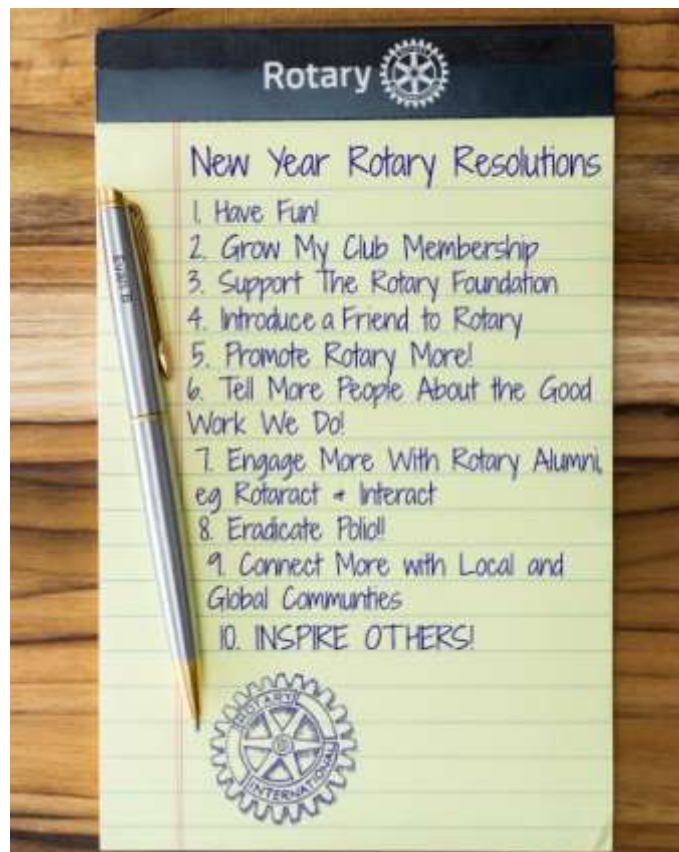 Rotary
New Year Rotary Resolutions
1. Have Fun!
2. Grow My Club Membership
3. Support The Rotary Foundation
4. Introduce a Friend to Rotary
5. Promote Rotary More!
6. Tell More People About the Good
Work We Do!
7. Engage More With Rotary Alumni,
eg Rotaract + Interact
8. Eradicate Polio!!
9. Connect More with Local and
Global Communties
10. INSPIRE OTHERS!
ROTARY
INTERNATIONAL